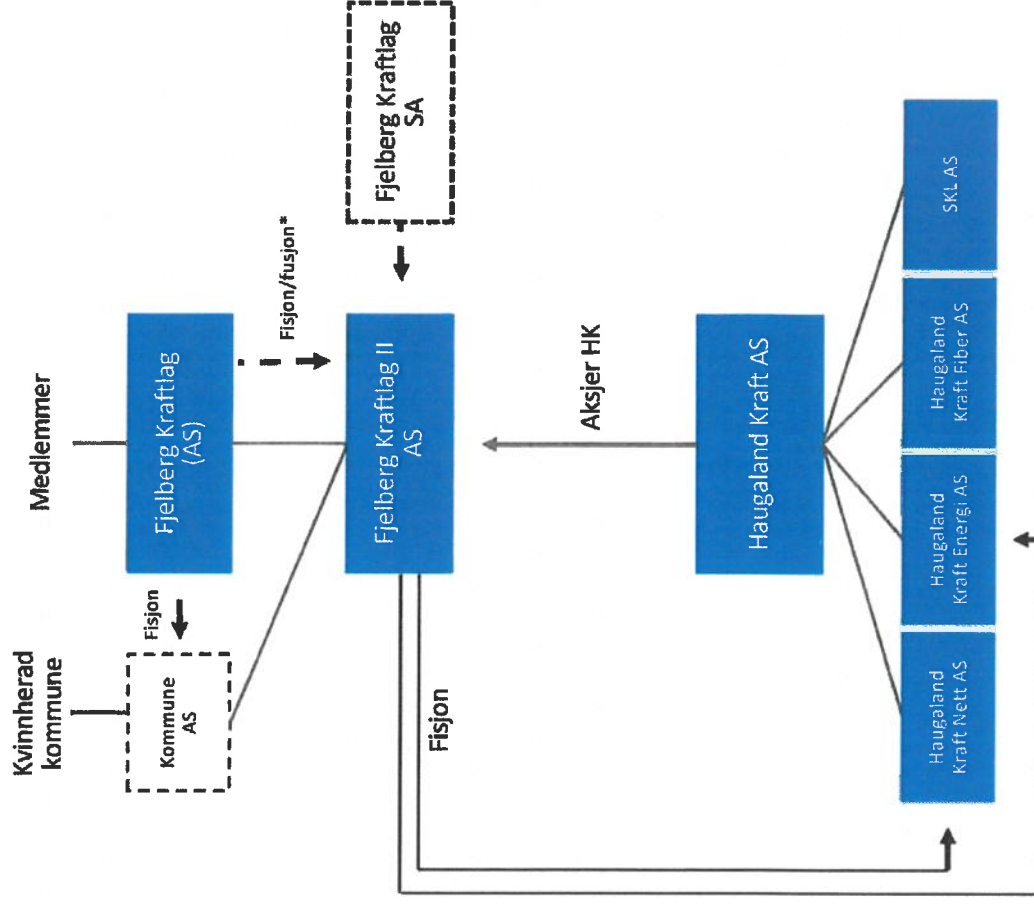 Kvinnherad
kommune
Medlemmer
Kommune
AS
Fisjon
Fjelberg Kraftlag
(AS)
Fisjon/fusjon*
Fjelberg Kraftlag II
AS
Fjelberg Kraftlag
SA
Fisjon
Aksjer HK
Haugaland Kraft AS
Haugaland
Kraft Nett AS
Haugaland
Kraft Energi AS
Haugaland
Kraft Fiber AS
SKL AS